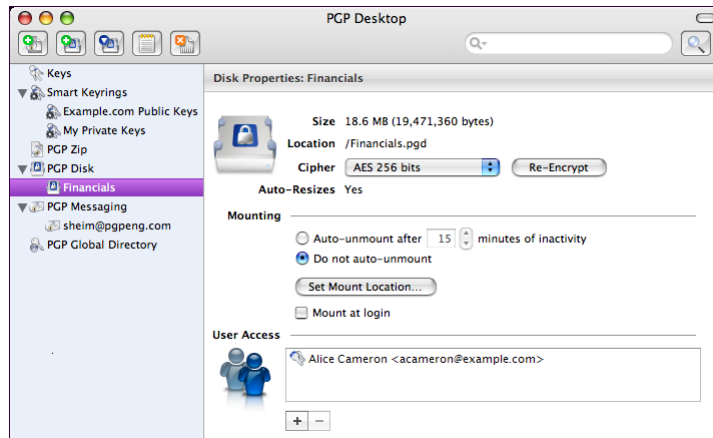 PGP Desktop
Keys
Smart Keyrings
Example.com Public Keys
My Private Keys
PGP Zip
PGP Disk
Financials
PGP Messaging
sheim@pgpeng.com
PGP Global Directory
Disk Properties: Financials
Size 18.6 MB (19,471,360 bytes)
Location /Financials.pgd
Cipher AES 256 bits Re-Encrypt
Auto-Resizes Yes
Mounting
Auto-unmount after 15 minutes of inactivity
Do not auto-unmount
Set Mount Location...
Mount at login
User Access
Alice Cameron <acameron@example.com>
+ -